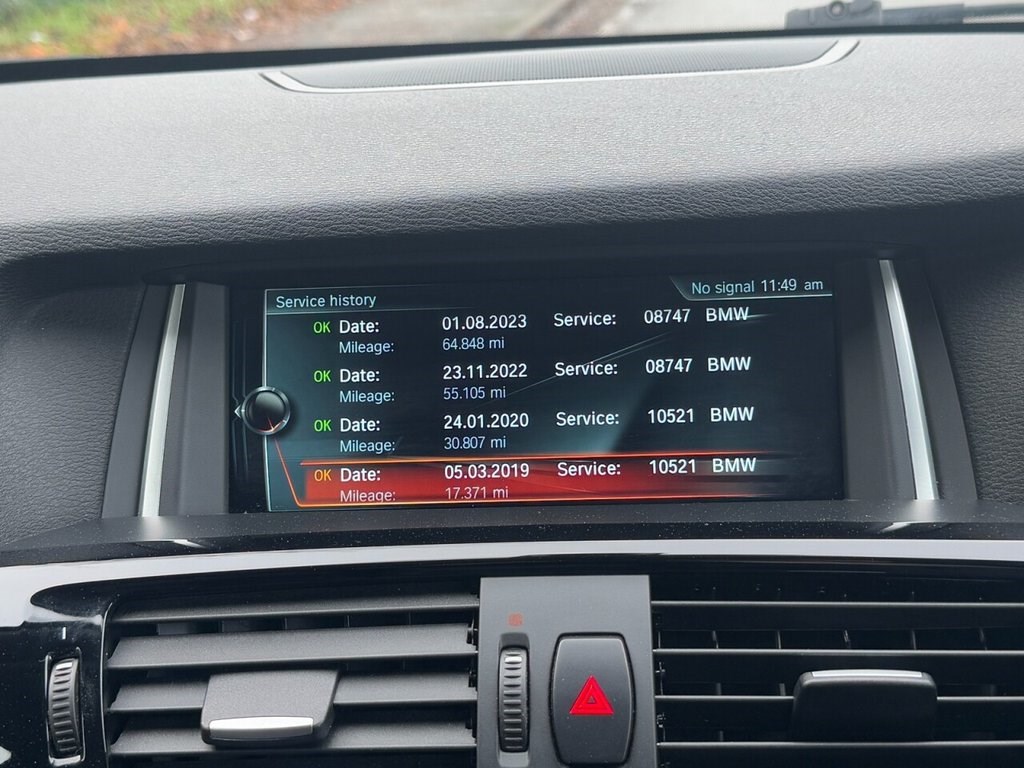 Service history
No signal 11:49 am
OK Date: 01.08.2023 Service: 08747 BMW
Mileage: 64.848 mi
OK Date: 23.11.2022 Service: 08747 BMW
Mileage: 55.105 mi
OK Date: 24.01.2020 Service: 10521 BMW
Mileage: 30.807 mi
OK Date: 05.03.2019 Service: 10521 BMW
Mileage: 17.371 mi